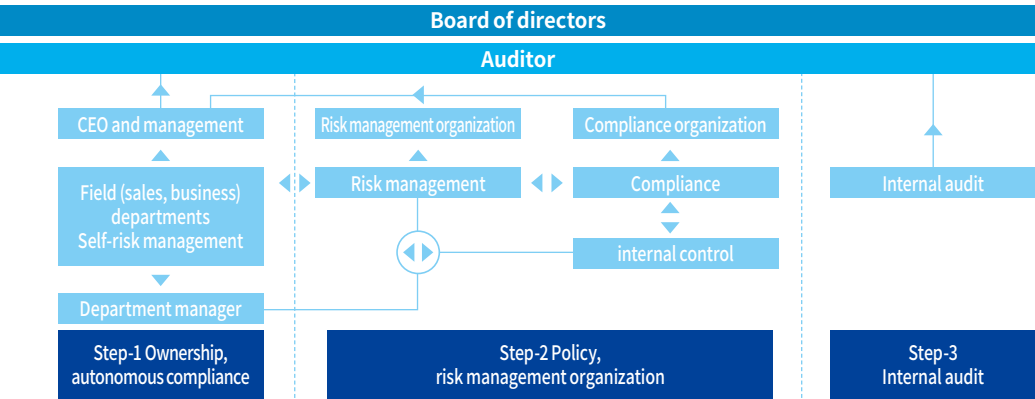 Board of directors
Auditor
CEO and management
Risk management organization
Compliance organization
Field (sales, business)
departments
Self-risk management
Risk management
Compliance
Internal audit
internal control
Department manager
Step-1 Ownership,
autonomous compliance
Step-2 Policy,
risk management organization
Step-3
Internal audit